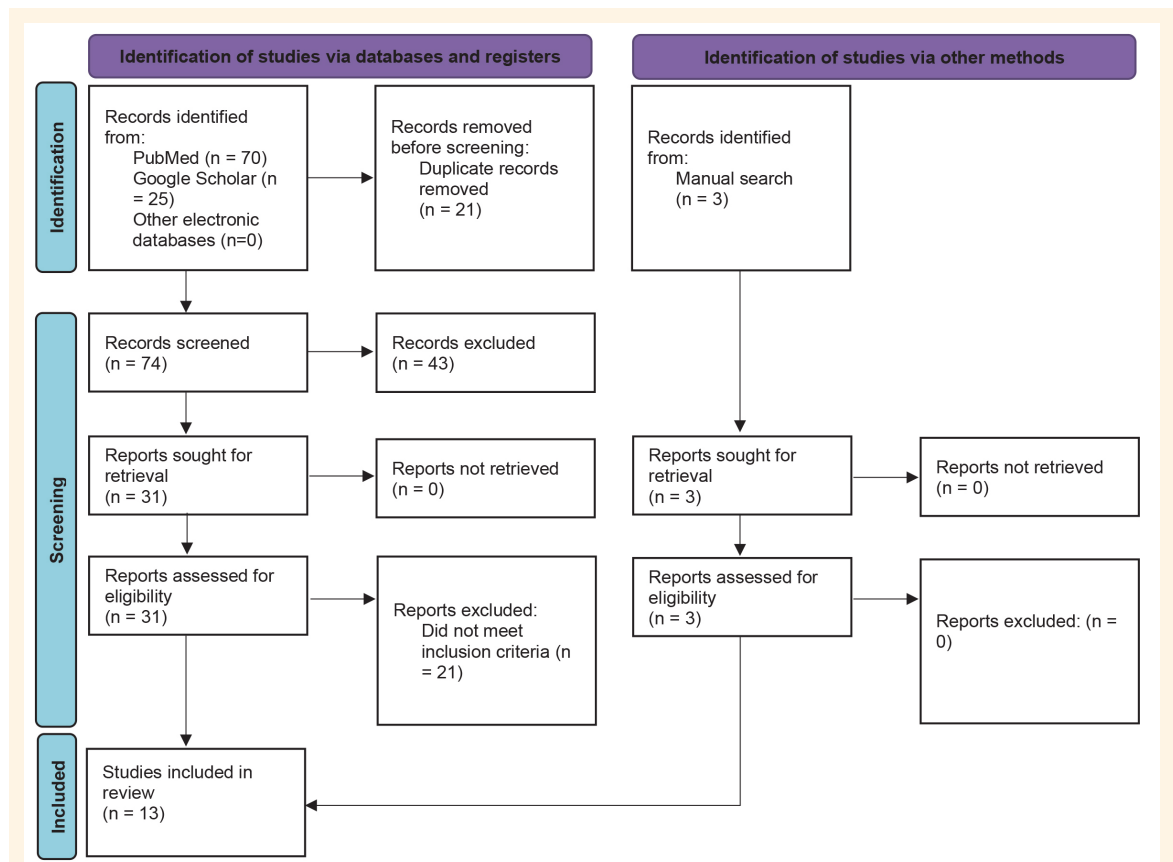 Identification of studies via databases and registers
Identification of studies via other methods
Identification
Records identified
from:
PubMed (n = 70)
Google Scholar (n
= 25)
Other electronic
databases (n=0)
Records removed
before screening:
Duplicate records
removed
(n = 21)
Records identified
from:
Manual search
(n = 3)
Screening
Records screened
(n = 74)
Records excluded
(n = 43)
Reports sought for
retrieval
(n = 31)
Reports not retrieved
(n = 0)
Reports sought for
retrieval
(n = 3)
Reports not retrieved
(n = 0)
Reports assessed for
eligibility
(n = 31)
Reports excluded:
Did not meet
inclusion criteria (n
= 21)
Reports assessed for
eligibility
(n = 3)
Reports excluded: (n =
0)
Included
Studies included in
review
(n = 13)